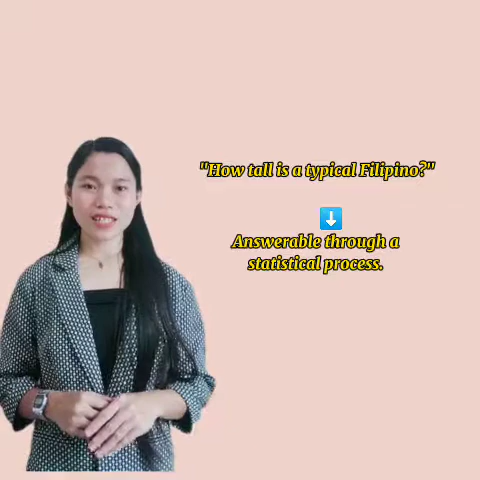 "How tall is a typical Filipino?"
Answerable through a
statistical process.